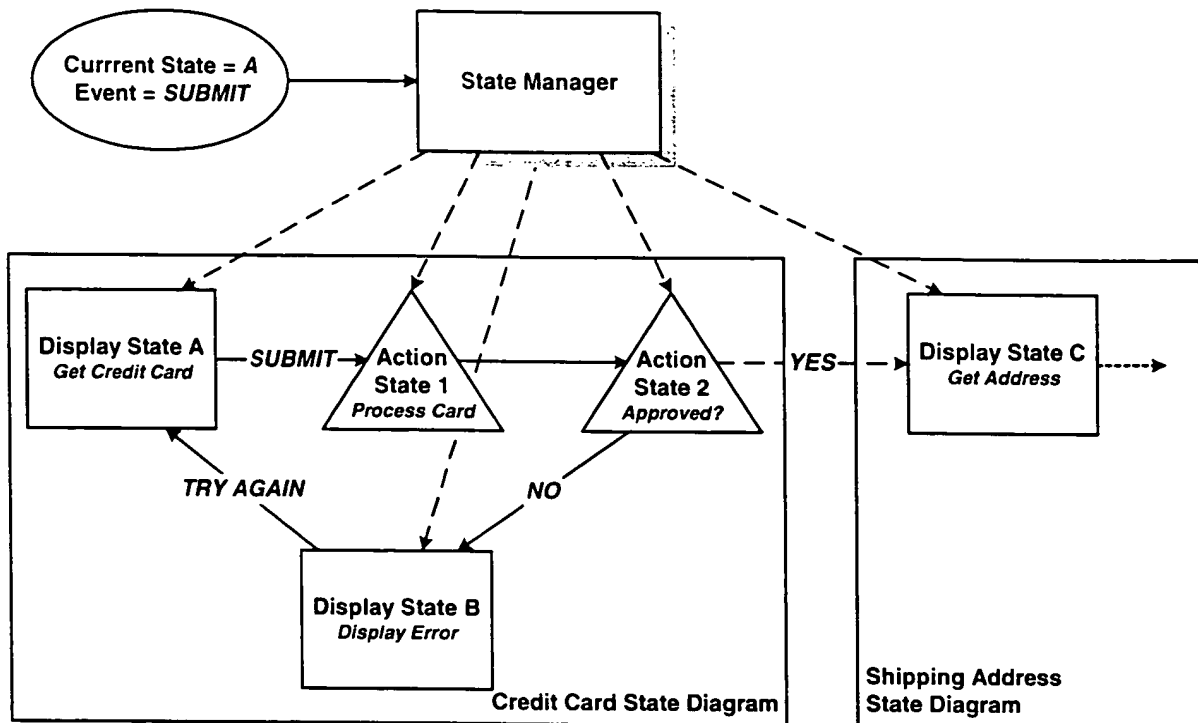 Currrent State = A
Event = SUBMIT
State Manager
Display State A
Get Credit Card
SUBMIT
Action
State 1
Process Card
Action
State 2
Approved?
YES
Display State C
Get Address
TRY AGAIN
NO
Display State B
Display Error
Credit Card State Diagram
Shipping Address
State Diagram